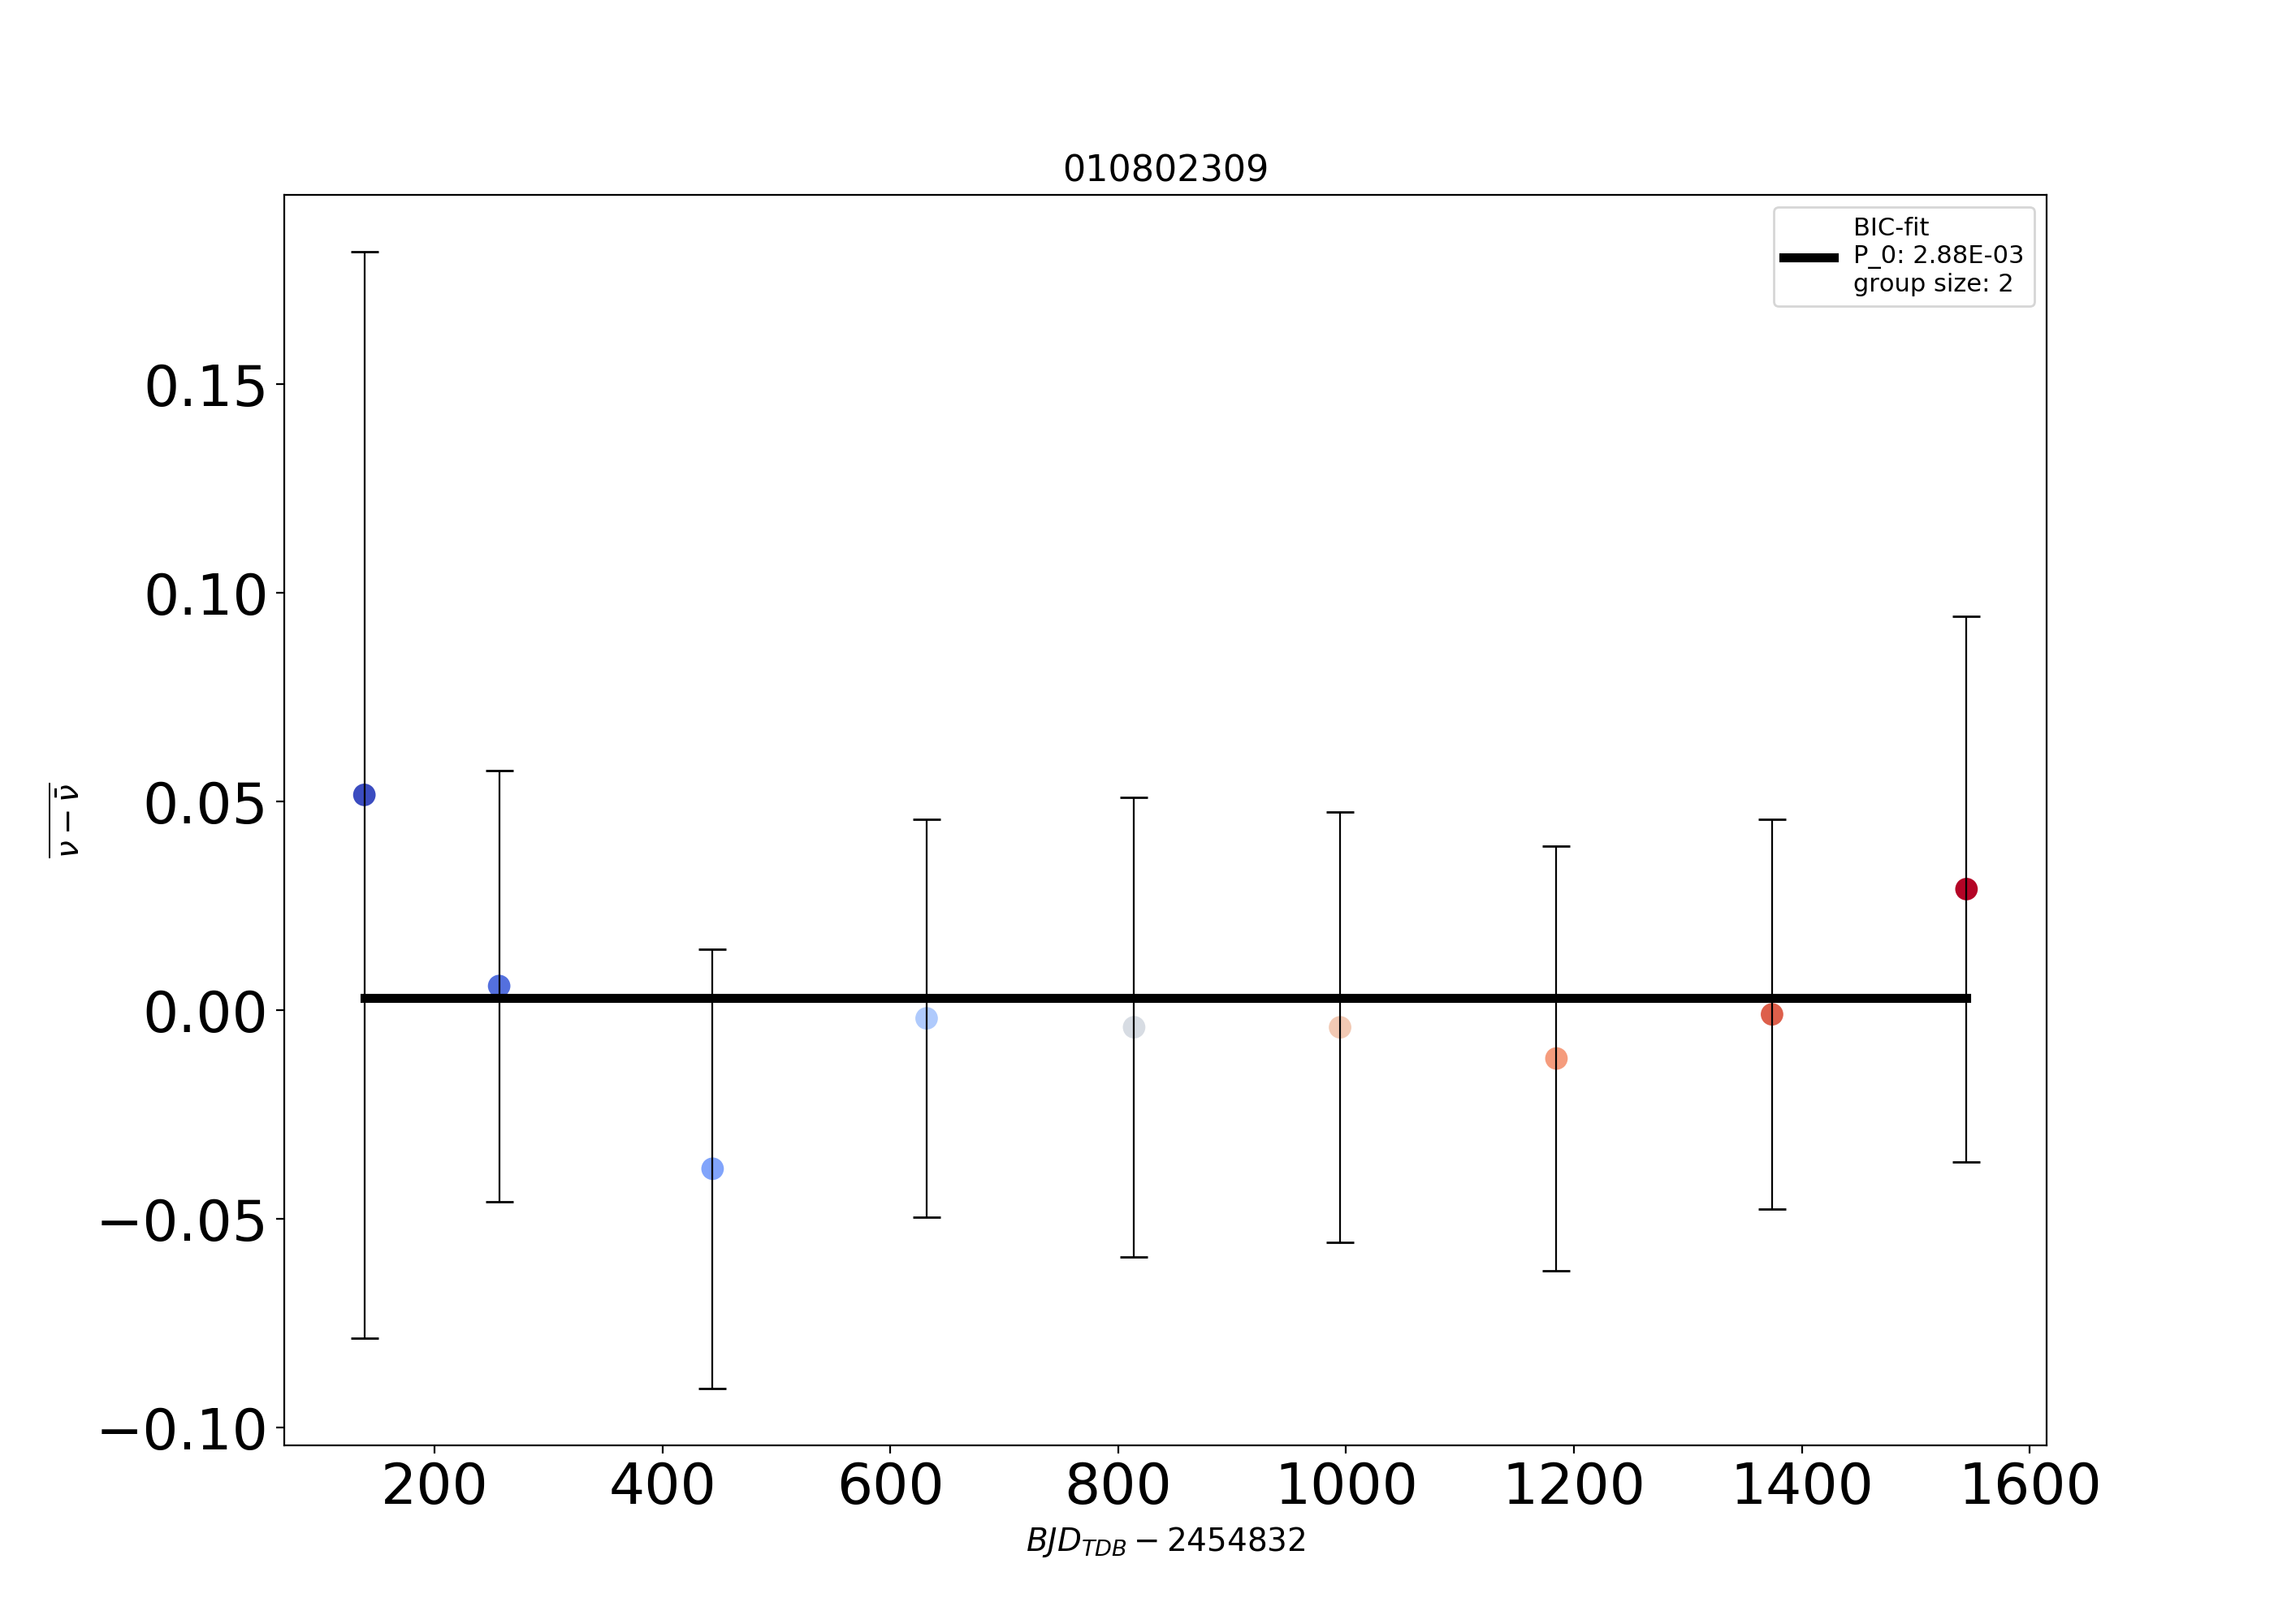 010802309
BIC-fit
P_0: 2.88E-03
group size: 2
0.15
0.10
0.05
0.00
−0.05
−0.10
ν − ν̄
200 400 600 800 1000 1200 1400 1600
BJD_TDB − 2454832